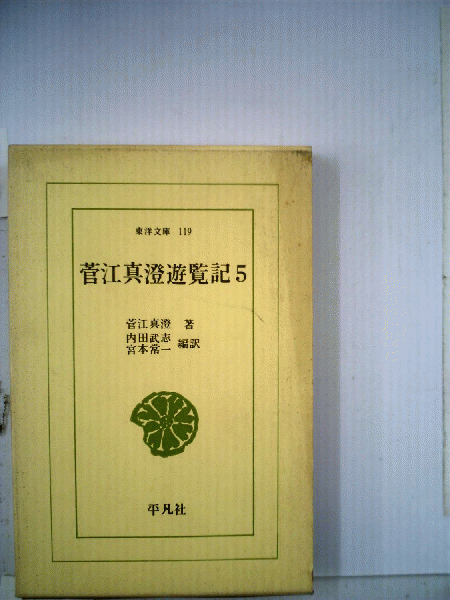 東洋文庫 119
菅江真澄遊覧記5
菅江真澄 著
内田武志
宮本常一 編訳
平凡社